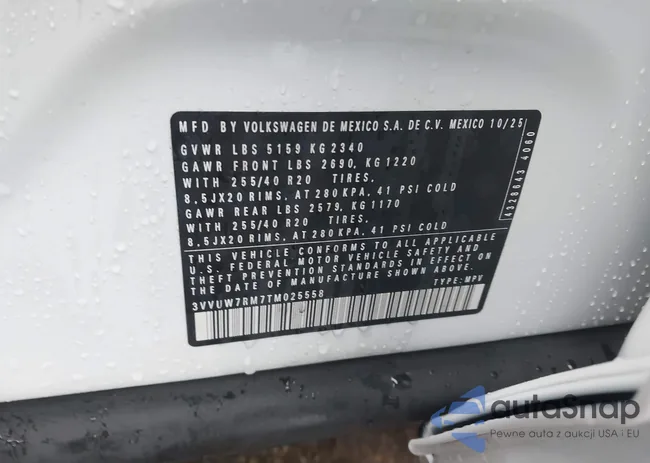 MFD BY VOLKSWAGEN DE MEXICO S.A. DE C.V. MEXICO 10/25
GVWR LBS 5159 KG 2340
GAWR FRONT LBS 2690, KG 1220
WITH 255/40 R20 TIRES.
8.5JX20 RIMS, AT 280 KPA, 41 PSI COLD
GAWR REAR LBS 2579, KG 1170
WITH 255/40 R20 TIRES.
8.5JX20 RIMS, AT 280 KPA, 41 PSI COLD
THIS VEHICLE CONFORMS TO ALL APPLICABLE
U.S. FEDERAL MOTOR VEHICLE SAFETY AND
THEFT PREVENTION STANDARDS IN EFFECT ON
DATE OF MANUFACTURE SHOWN ABOVE.
3VVUW7RM7TM025558 TYPE:MPV
4328643 4060
autoSnap
Pewne auta z aukcji USA i EU